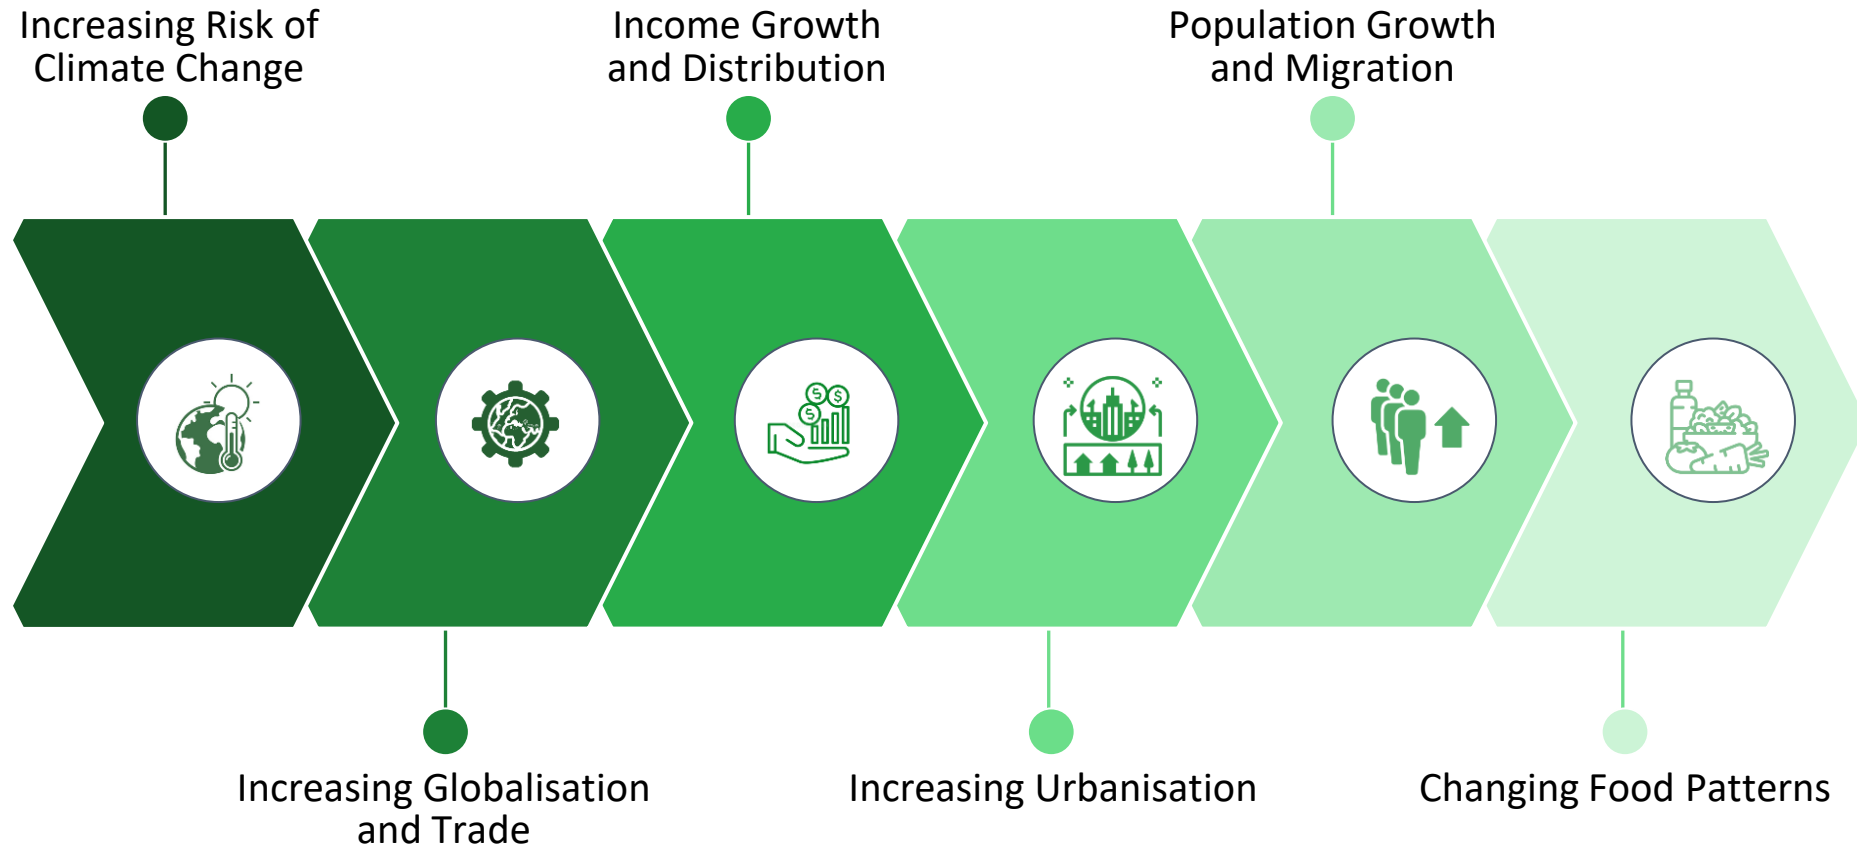 Increasing Risk of
Climate Change
Income Growth
and Distribution
Population Growth
and Migration
Increasing Globalisation
and Trade
Increasing Urbanisation
Changing Food Patterns